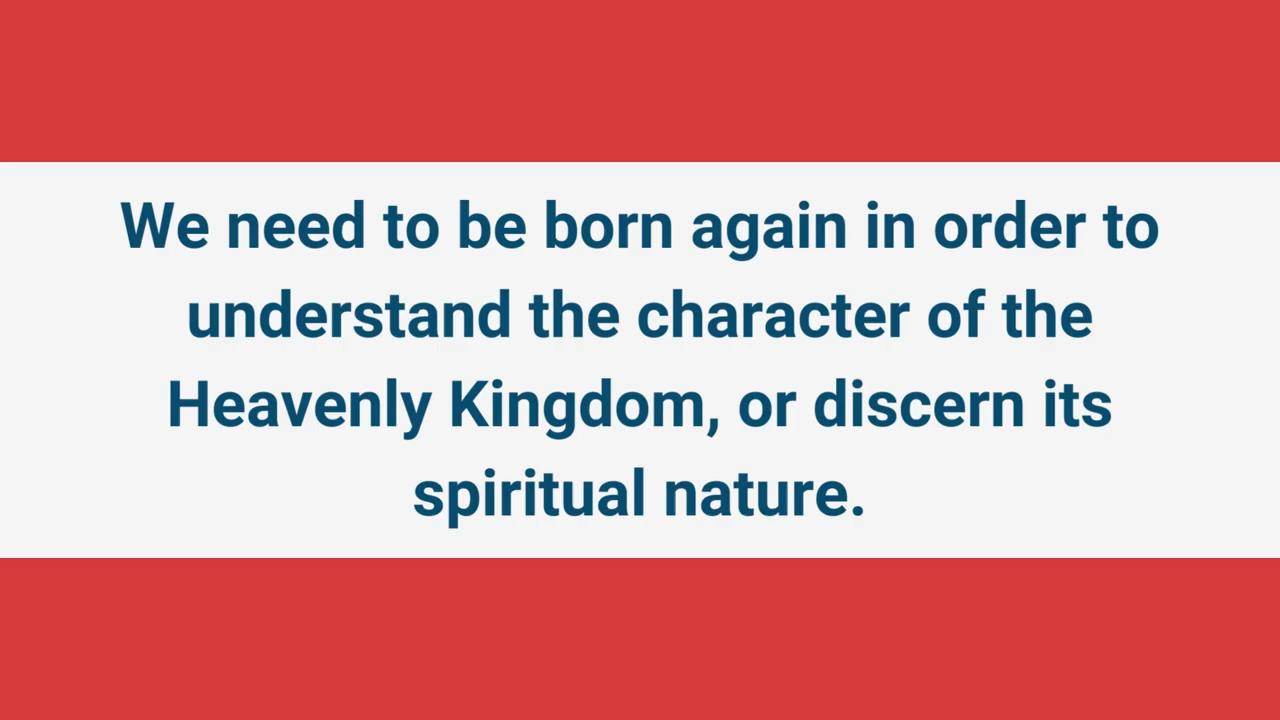 We need to be born again in order to
understand the character of the
Heavenly Kingdom, or discern its
spiritual nature.